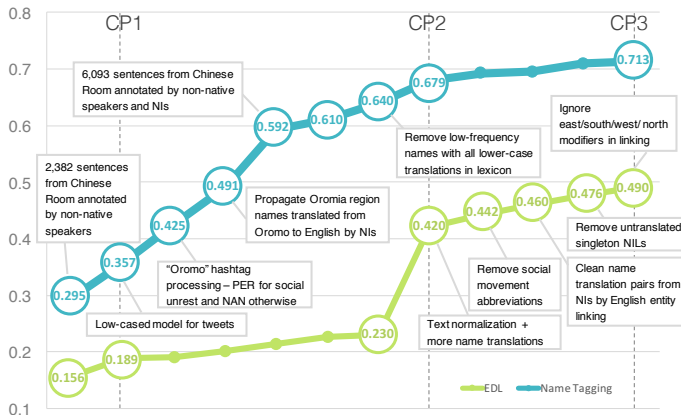 CP1
CP2
CP3
0.8
0.7
0.6
0.5
0.4
0.3
0.2
0.1
6,093 sentences from Chinese
Room annotated by non-native
speakers and NIs
2,382 sentences
from Chinese
Room annotated
by non-native
speakers
Propagate Oromia region
names translated from
Oromo to English by NIs
"Oromo" hashtag
processing – PER for social
unrest and NAN otherwise
Low-cased model for tweets
Remove low-frequency
names with all lower-case
translations in lexicon
Ignore
east/south/west/north
modifiers in linking
Remove untranslated
singleton NILs
Remove social
movement
abbreviations
Clean name
translation pairs from
NIs by English entity
linking
Text normalization +
more name translations
0.295
0.357
0.425
0.491
0.592
0.610
0.640
0.679
0.713
0.156
0.189
0.230
0.420
0.442
0.460
0.476
0.490
EDL
Name Tagging